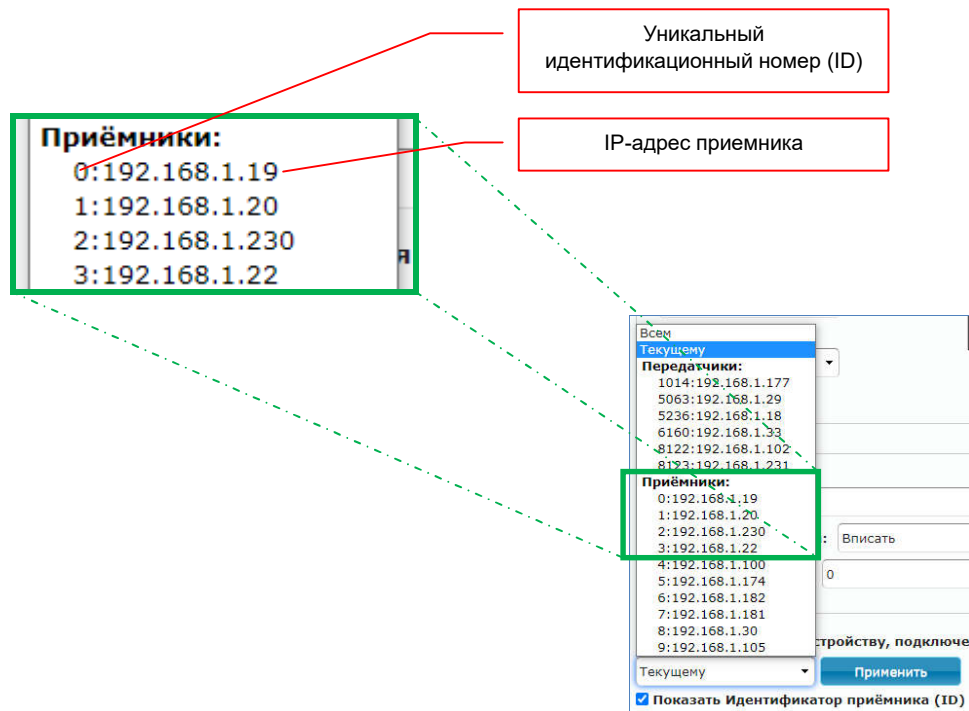 Уникальный
идентификационный номер (ID)
IP-адрес приемника
Приёмники:
0:192.168.1.19
1:192.168.1.20
2:192.168.1.230
3:192.168.1.22
я
Всем
Текущему
Передатчики:
1014:192.168.1.177
5063:192.168.1.29
5236:192.168.1.18
6160:192.168.1.33
8122:192.168.1.102
8123:192.168.1.231
Приёмники:
0:192.168.1.19
1:192.168.1.20
2:192.168.1.230
3:192.168.1.22
: Вписать
4:192.168.1.100
5:192.168.1.174
0
6:192.168.1.182
7:192.168.1.181
8:192.168.1.30
9:192.168.1.105
стройству, подключе
Текущему
Применить
Показать Идентификатор приёмника (ID)